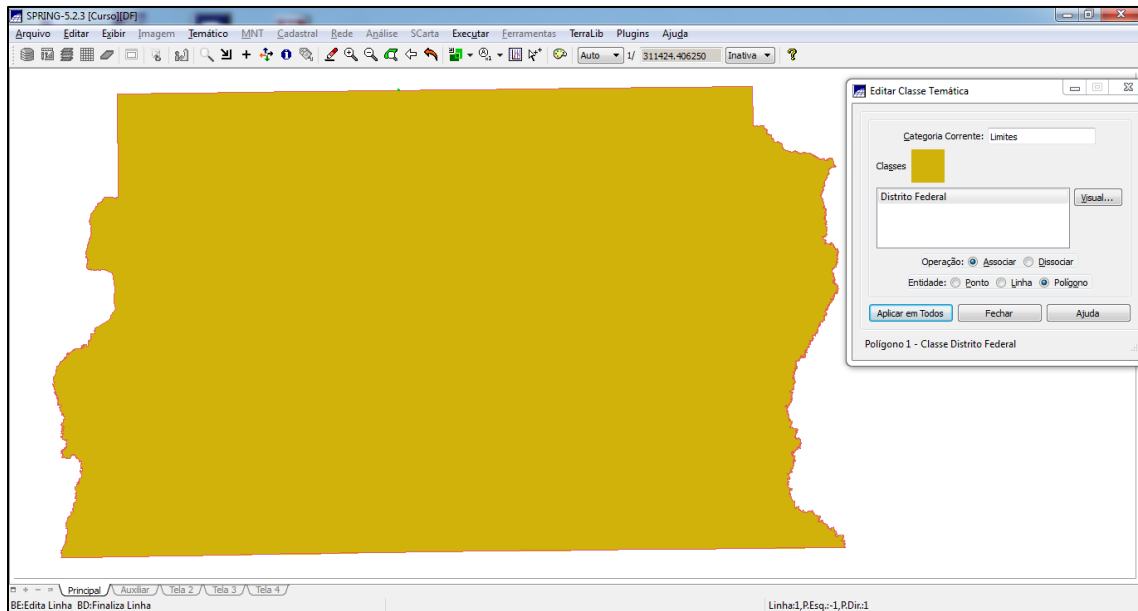 SPRING-5.2.3 [Curso][DF]
Arquivo Editar Exibir Imagem Temático MNT Cadastral Rede Análise SCarta Executar Ferramentas TerraLib Plugins Ajuda
Auto 1/ 311424.406250 Inativa
Editar Classe Temática
Categoria Corrente: Limites
Classes
Distrito Federal
Visual...
Operação: Associar Dissociar
Entidade: Ponto Linha Polígono
Aplicar em Todos Fechar Ajuda
Polígono 1 - Classe Distrito Federal
Principal Auxiliar Tela 2 Tela 3 Tela 4
BE:Edita Linha BD:Finaliza Linha
Linha:1,P.Esq.:-1,P.Dir.:1